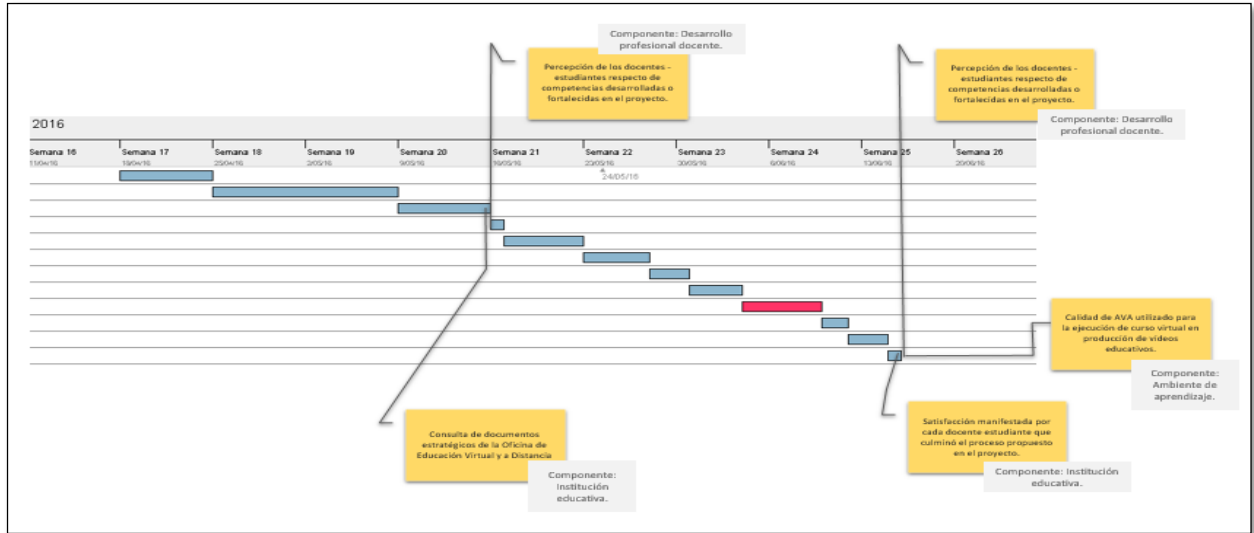 Componente: Desarrollo
profesional docente.
Percepción de los docentes -
estudiantes respecto de
competencias desarrolladas o
fortalecidas en el proyecto.
Percepción de los docentes -
estudiantes respecto de
competencias desarrolladas o
fortalecidas en el proyecto.
Componente: Desarrollo
profesional docente.
2016
Semana 16 Semana 17 Semana 18 Semana 19 Semana 20 Semana 21 Semana 22 Semana 23 Semana 24 Semana 25 Semana 26
24/05/16
Calidad de AVA utilizado para
la ejecución de curso virtual en
producción de videos
educativos.
Componente:
Ambiente de
aprendizaje.
Consulta de documentos
estratégicos de la Oficina de
Educación Virtual y a Distancia
Componente:
Institución
educativa.
Satisfacción manifestada por
cada docente estudiante que
culminó el proceso propuesto
en el proyecto.
Componente: Institución
educativa.